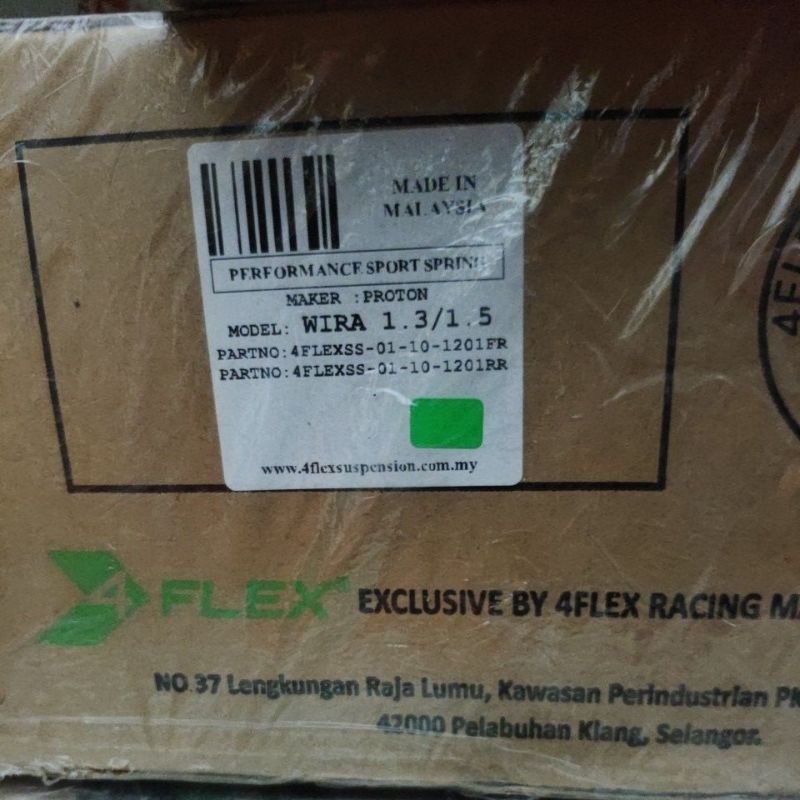 MADE IN
MALAYSIA
PERFORMANCE SPORT SPRING
MAKER : PROTON
MODEL: WIRA 1.3/1.5
PARTNO:4FLEXSS-01-10-1201FR
PARTNO:4FLEXSS-01-10-1201RR
www.4flexsuspension.com.my
4FLEX® EXCLUSIVE BY 4FLEX RACING
NO.37 Lengkungan Raja Lumu, Kawasan Perindustrian
42000 Pelabuhan Klang, Selangor.